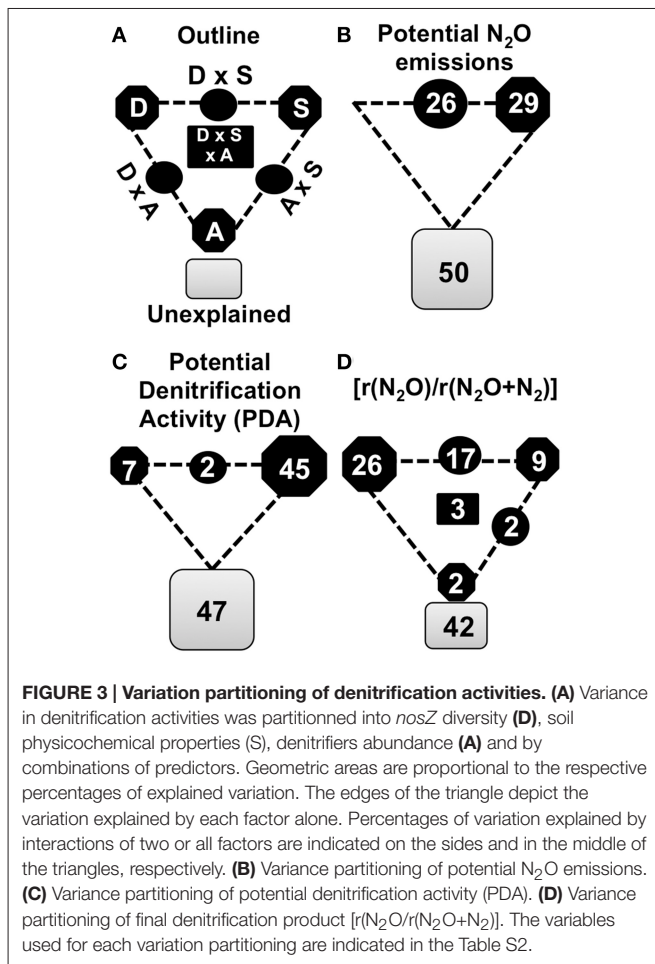 A Outline
D x S
D S
D x S
x A
D x A A x S
A
Unexplained
B Potential N₂O
emissions
26 29
50
C Potential
Denitrification
Activity (PDA)
7 2 45
47
D [r(N₂O)/r(N₂O+N₂)]
26 17 9
3
2
2
42
FIGURE 3 | Variation partitioning of denitrification activities. (A) Variance
in denitrification activities was partitionned into nosZ diversity (D), soil
physicochemical properties (S), denitrifiers abundance (A) and by
combinations of predictors. Geometric areas are proportional to the respective
percentages of explained variation. The edges of the triangle depict the
variation explained by each factor alone. Percentages of variation explained by
interactions of two or all factors are indicated on the sides and in the middle of
the triangles, respectively. (B) Variance partitioning of potential N₂O emissions.
(C) Variance partitioning of potential denitrification activity (PDA). (D) Variance
partitioning of final denitrification product [r(N₂O/r(N₂O+N₂)]. The variables
used for each variation partitioning are indicated in the Table S2.